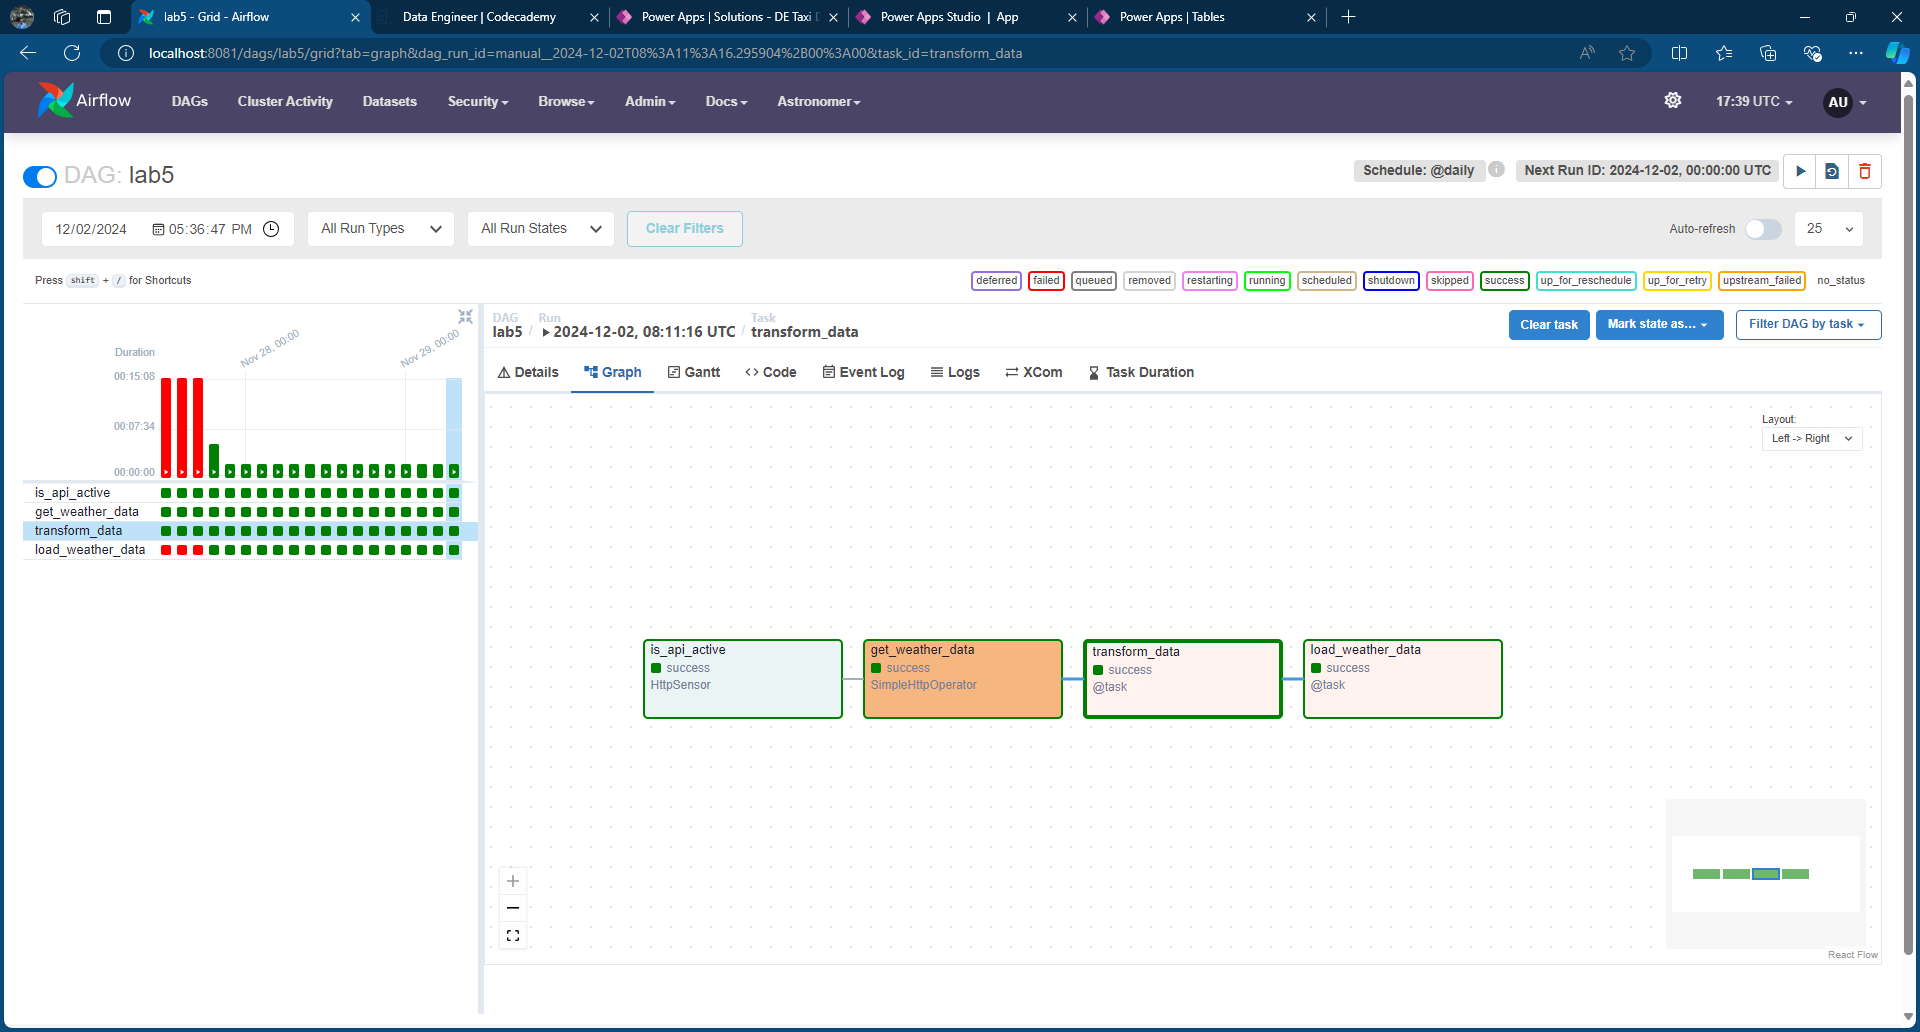 lab5 - Grid - Airflow
Data Engineer | Codecademy
Power Apps | Solutions - DE Taxi
Power Apps Studio | App
Power Apps | Tables
localhost:8081/dags/lab5/grid?tab=graph&dag_run_id=manual__2024-12-02T08%3A11%3A16.295904%2B00%3A00&task_id=transform_data
Airflow DAGs Cluster Activity Datasets Security Browse Admin Docs Astronomer 17:39 UTC AU
DAG: lab5
Schedule: @daily
Next Run ID: 2024-12-02, 00:00:00 UTC
12/02/2024 05:36:47 PM All Run Types All Run States Clear Filters Auto-refresh 25
Press shift + / for Shortcuts
deferred failed queued removed restarting running scheduled shutdown skipped success up_for_reschedule up_for_retry upstream_failed no_status
Duration
00:15:08
00:07:34
00:00:00
Nov 28, 00:00
Nov 29, 00:00
is_api_active
get_weather_data
transform_data
load_weather_data
DAG Run Task
lab5 / 2024-12-02, 08:11:16 UTC / transform_data
Clear task Mark state as... Filter DAG by task
Details Graph Gantt Code Event Log Logs XCom Task Duration
Layout:
Left -> Right
is_api_active
success
HttpSensor
get_weather_data
success
SimpleHttpOperator
transform_data
success
@task
load_weather_data
success
@task
React Flow